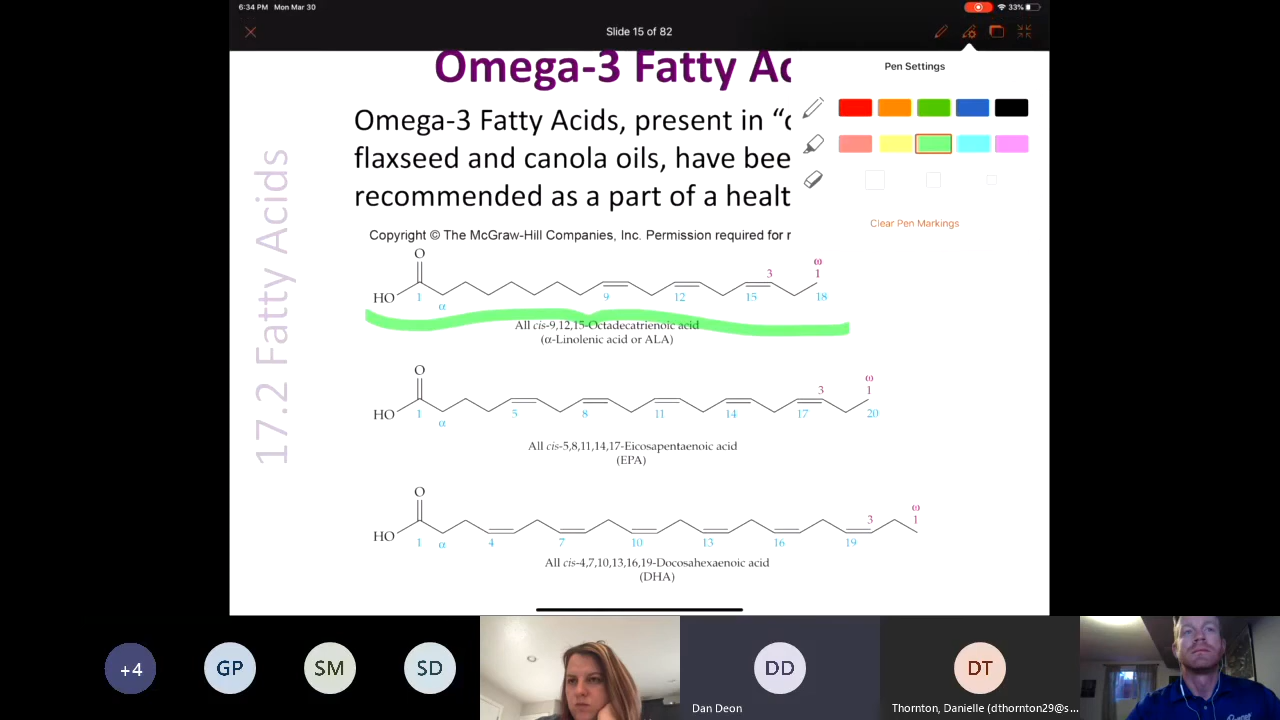 6:34 PM Mon Mar 30
33%
Slide 15 of 82
Pen Settings
Clear Pen Markings
Omega-3 Fatty Ac
Omega-3 Fatty Acids, present in “
flaxseed and canola oils, have bee
recommended as a part of a healt
17.2 Fatty Acids
Copyright © The McGraw-Hill Companies, Inc. Permission required for r
O
HO 1 α 9 12 15 3 ω 1 18
All cis-9,12,15-Octadecatrienoic acid
(α-Linolenic acid or ALA)
O
HO 1 α 5 8 11 14 17 3 ω 1 20
All cis-5,8,11,14,17-Eicosapentaenoic acid
(EPA)
O
HO 1 α 4 7 10 13 16 19 3 ω 1
All cis-4,7,10,13,16,19-Docosahexaenoic acid
(DHA)
+4
GP
SM
SD
DD
Dan Deon
DT
Thornton, Danielle (dthornton29@s...